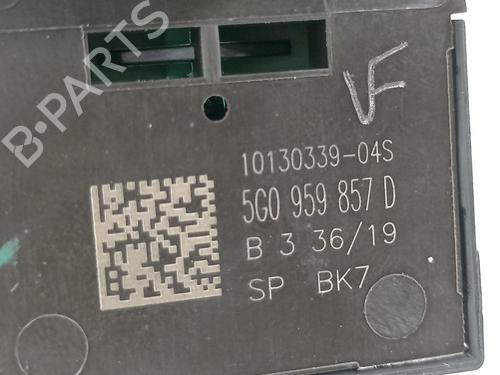 B-PARTS
VF
10130339-04S
5G0 959 857 D
B 3 36/19
SP BK7